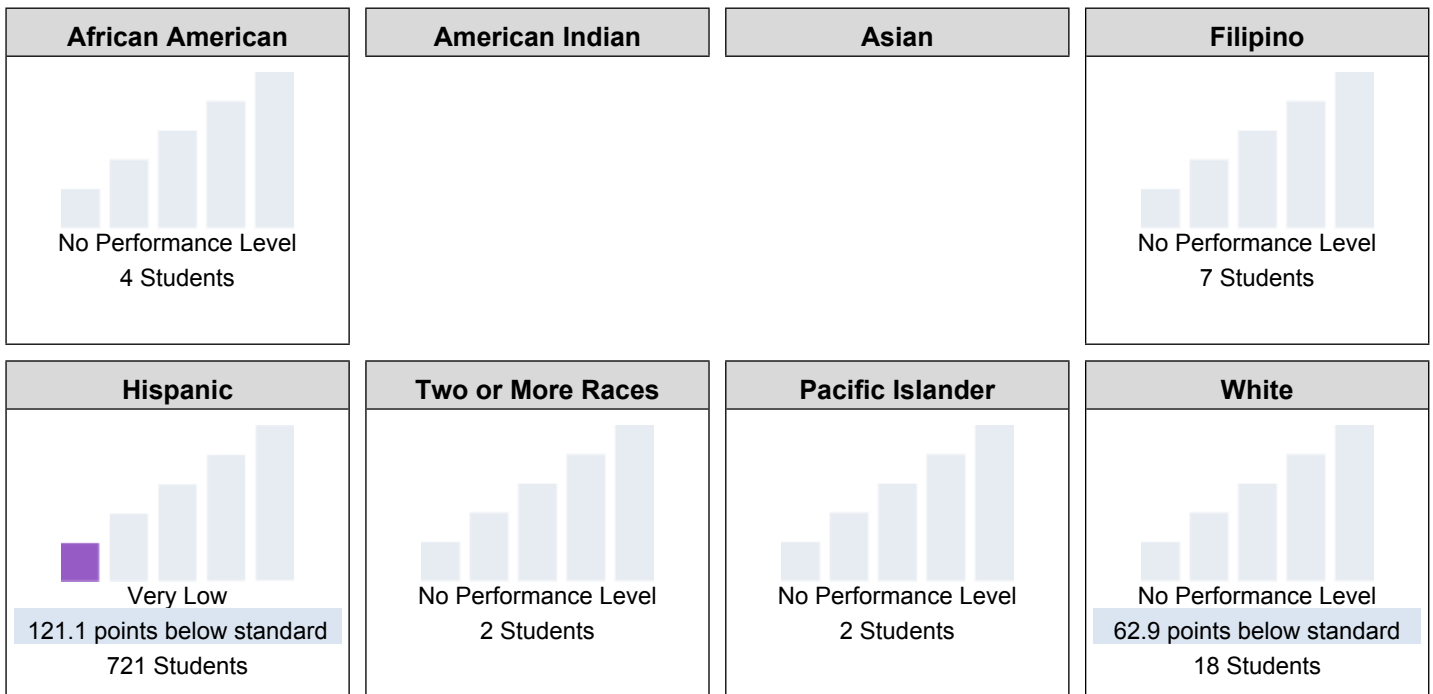 African American
American Indian
Asian
Filipino
No Performance Level
4 Students
No Performance Level
7 Students
Hispanic
Two or More Races
Pacific Islander
White
Very Low
121.1 points below standard
721 Students
No Performance Level
2 Students
No Performance Level
2 Students
No Performance Level
62.9 points below standard
18 Students